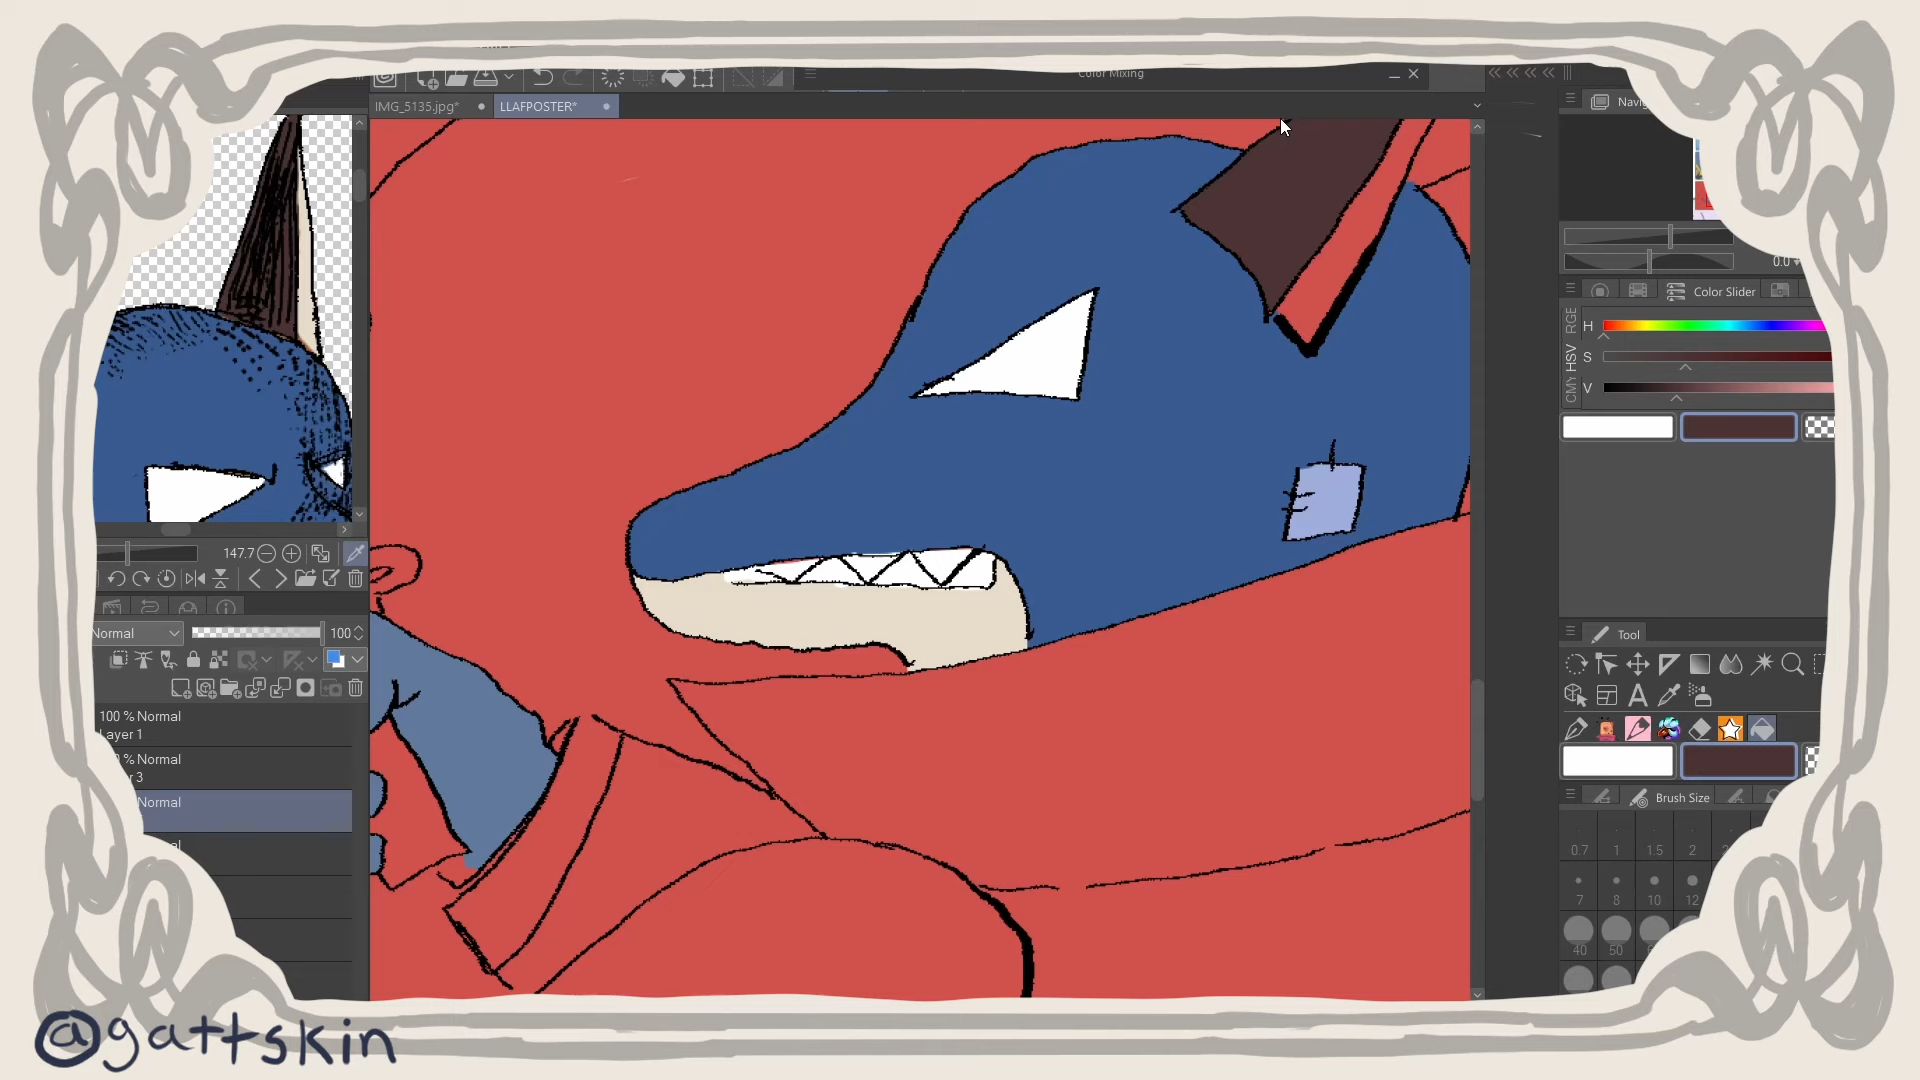 Color Mixing
IMG_5135.jpg*
LLAFPOSTER*
0.0
Color Slider
RGB
HSV
CMY
H
S
V
147.7
Normal
100
100 % Normal
Layer 1
% Normal
3
Normal
Tool
Brush Size
0.7 1 1.5 2
7 8 10 12
40 50
@gattskin